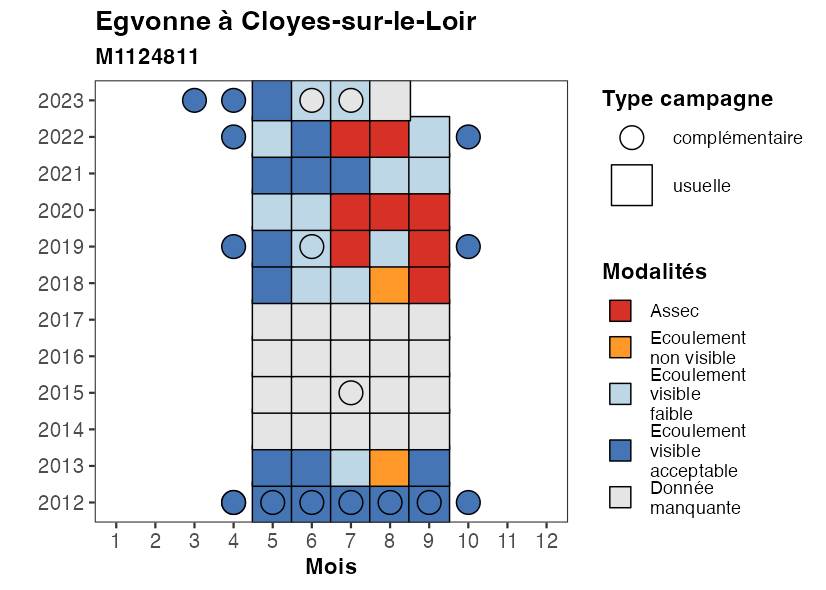 Egvonne à Cloyes-sur-le-Loir
M1124811
2023
2022
2021
2020
2019
2018
2017
2016
2015
2014
2013
2012
1 2 3 4 5 6 7 8 9 10 11 12
Mois
Type campagne
complémentaire
usuelle
Modalités
Assec
Ecoulement
non visible
Ecoulement
visible
faible
Ecoulement
visible
acceptable
Donnée
manquante